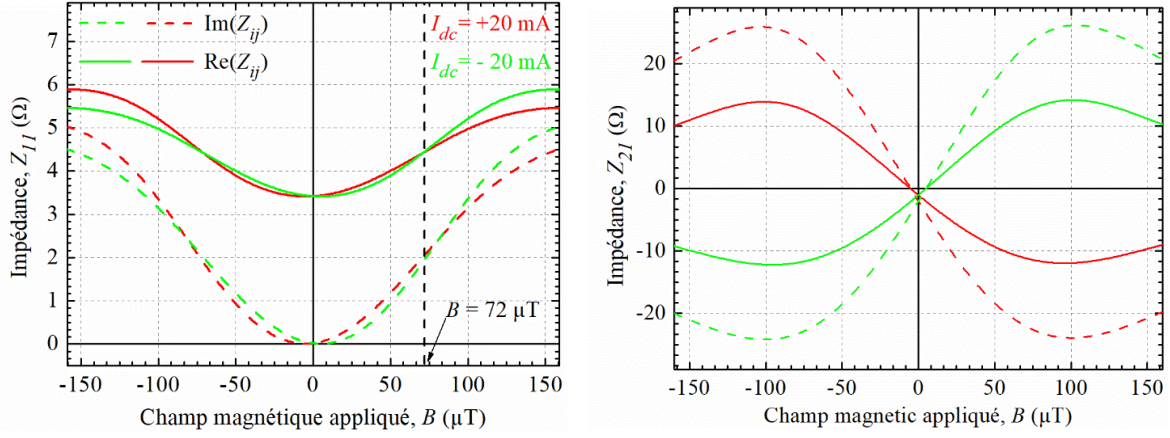 Im(Zij) Idc= +20 mA
Re(Zij) Idc= - 20 mA
7
6
5
4
3
2
1
0
Impédance, Z11 (Ω)
B = 72 µT
-150 -100 -50 0 50 100 150
Champ magnétique appliqué, B (µT)
20
10
0
-10
-20
Impédance, Z21 (Ω)
-150 -100 -50 0 50 100 150
Champ magnetic appliqué, B (µT)